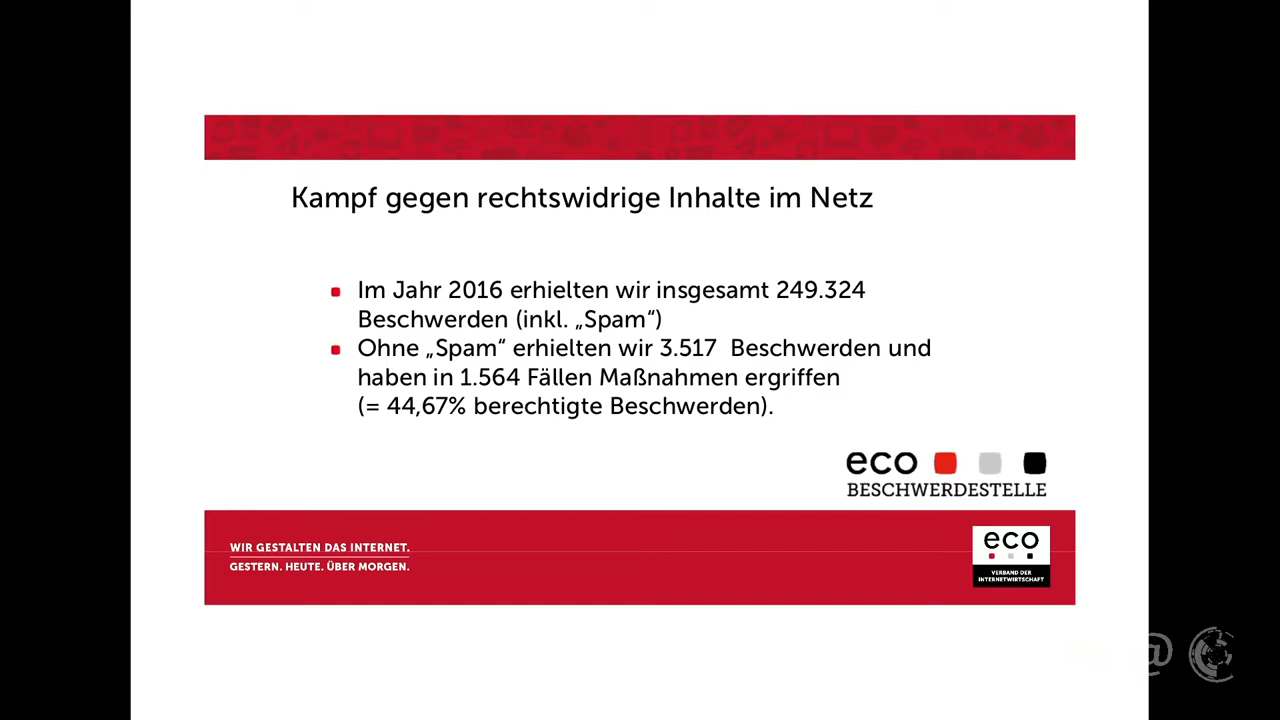 Kampf gegen rechtswidrige Inhalte im Netz
Im Jahr 2016 erhielten wir insgesamt 249.324
Beschwerden (inkl. „Spam“)
Ohne „Spam“ erhielten wir 3.517 Beschwerden und
haben in 1.564 Fällen Maßnahmen ergriffen
(= 44,67% berechtigte Beschwerden).
eco
BESCHWERDESTELLE
WIR GESTALTEN DAS INTERNET.
GESTERN. HEUTE. ÜBER MORGEN.
eco
VERBAND DER
INTERNETWIRTSCHAFT
@